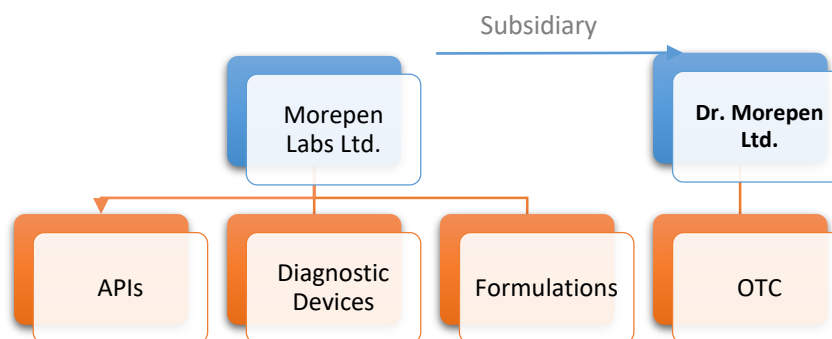 Subsidiary
Morepen
Labs Ltd.
Dr. Morepen
Ltd.
APIs
Diagnostic
Devices
Formulations
OTC